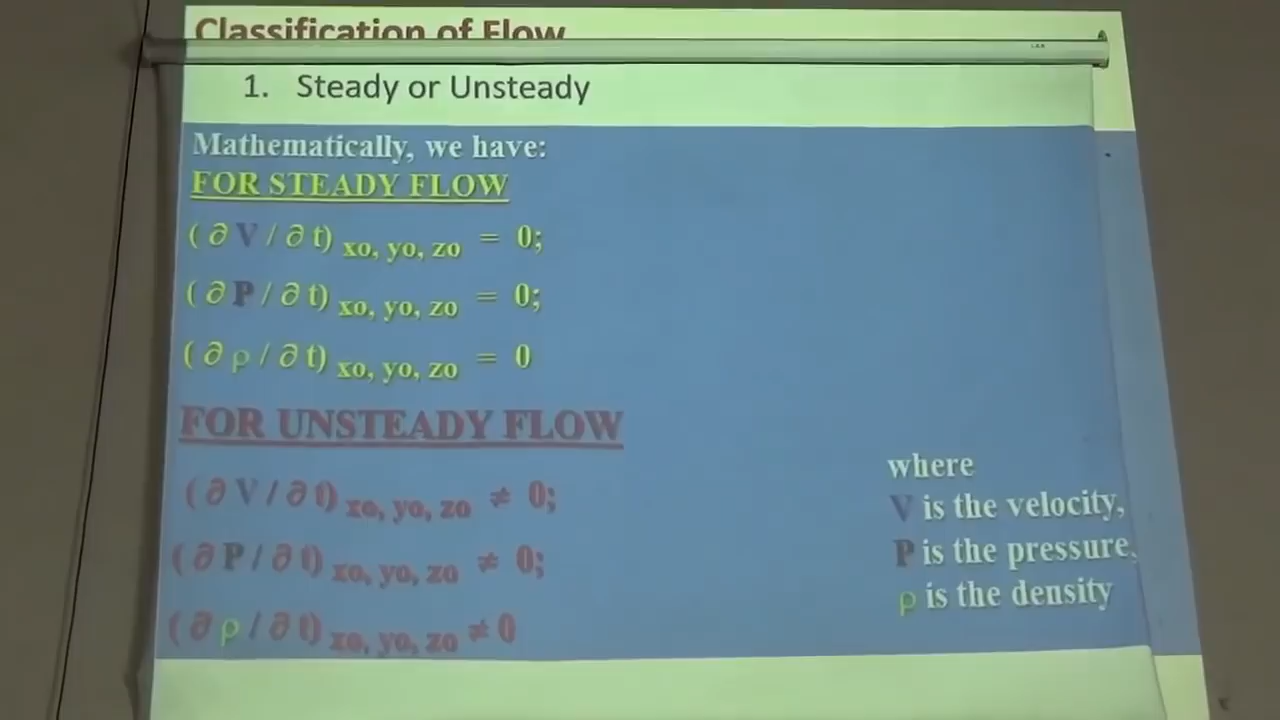 Classification of Flow
1. Steady or Unsteady
Mathematically, we have:
FOR STEADY FLOW
(∂V/∂t) xo, yo, zo = 0;
(∂P/∂t) xo, yo, zo = 0;
(∂ρ/∂t) xo, yo, zo = 0
FOR UNSTEADY FLOW
(∂V/∂t) xo, yo, zo ≠ 0;
(∂P/∂t) xo, yo, zo ≠ 0;
(∂ρ/∂t) xo, yo, zo ≠ 0
where
V is the velocity,
P is the pressure,
ρ is the density